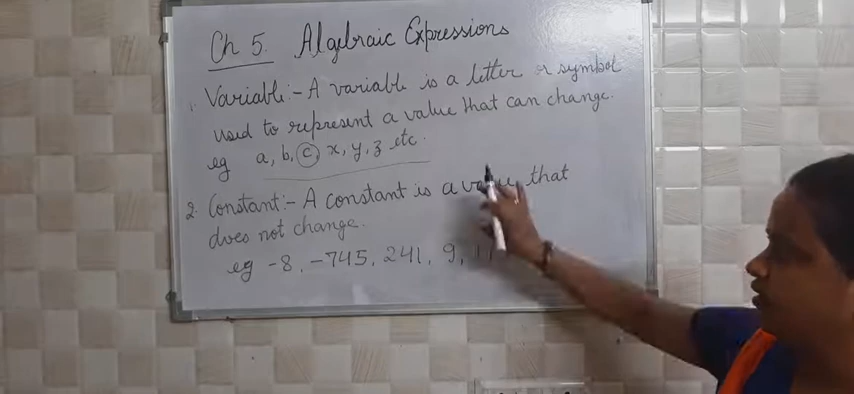 Ch 5. Algebraic Expressions
1. Variable:- A variable is a letter or symbol
used to represent a value that can change.
eg a, b, c, x, y, z etc.
2. Constant:- A constant is a value that
does not change.
eg -8, -745, 241, 9,